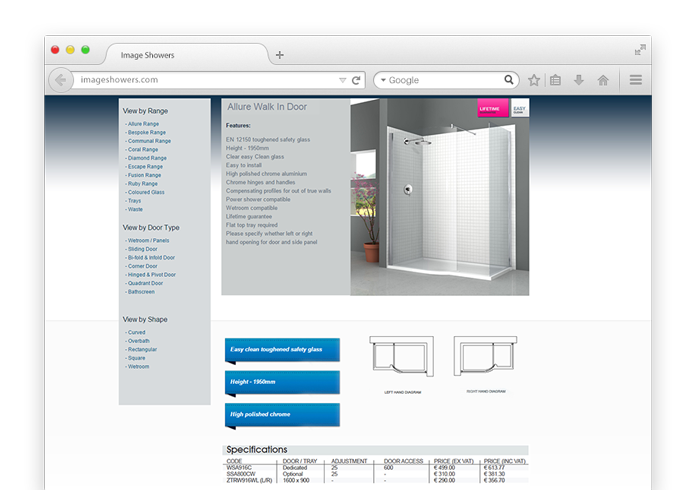 Image Showers
imageshowers.com
Google
View by Range
- Allure Range
- Bespoke Range
- Communal Range
- Coral Range
- Diamond Range
- Escape Range
- Fusion Range
- Ruby Range
- Coloured Glass
- Trays
- Waste
View by Door Type
- Wetroom / Panels
- Sliding Door
- Bi-fold & Infold Door
- Corner Door
- Hinged & Pivot Door
- Quadrant Door
- Bathscreen
View by Shape
- Curved
- Overbath
- Rectangular
- Square
- Wetroom
Allure Walk In Door
Features:
EN 12150 toughened safety glass
Height - 1950mm
Clear easy Clean glass
Easy to install
High polished chrome aluminium
Chrome hinges and handles
Compensating profiles for out of true walls
Power shower compatible
Wetroom compatible
Lifetime guarantee
Flat top tray required
Please specify whether left or right
hand opening for door and side panel
LIFETIME
EASY
CLEAN
Easy clean toughened safety glass
Height - 1950mm
High polished chrome
LEFT HAND DIAGRAM
RIGHT HAND DIAGRAM
Specifications
CODE DOOR / TRAY ADJUSTMENT DOOR ACCESS PRICE (EX VAT) PRICE (INC VAT)
WSA916C Dedicated 25 600 € 499.00 € 613.77
SSA800CW Optional 25 - € 310.00 € 381.30
ZTRW916WL (L/R) 1600 x 900 - - € 290.00 € 356.70